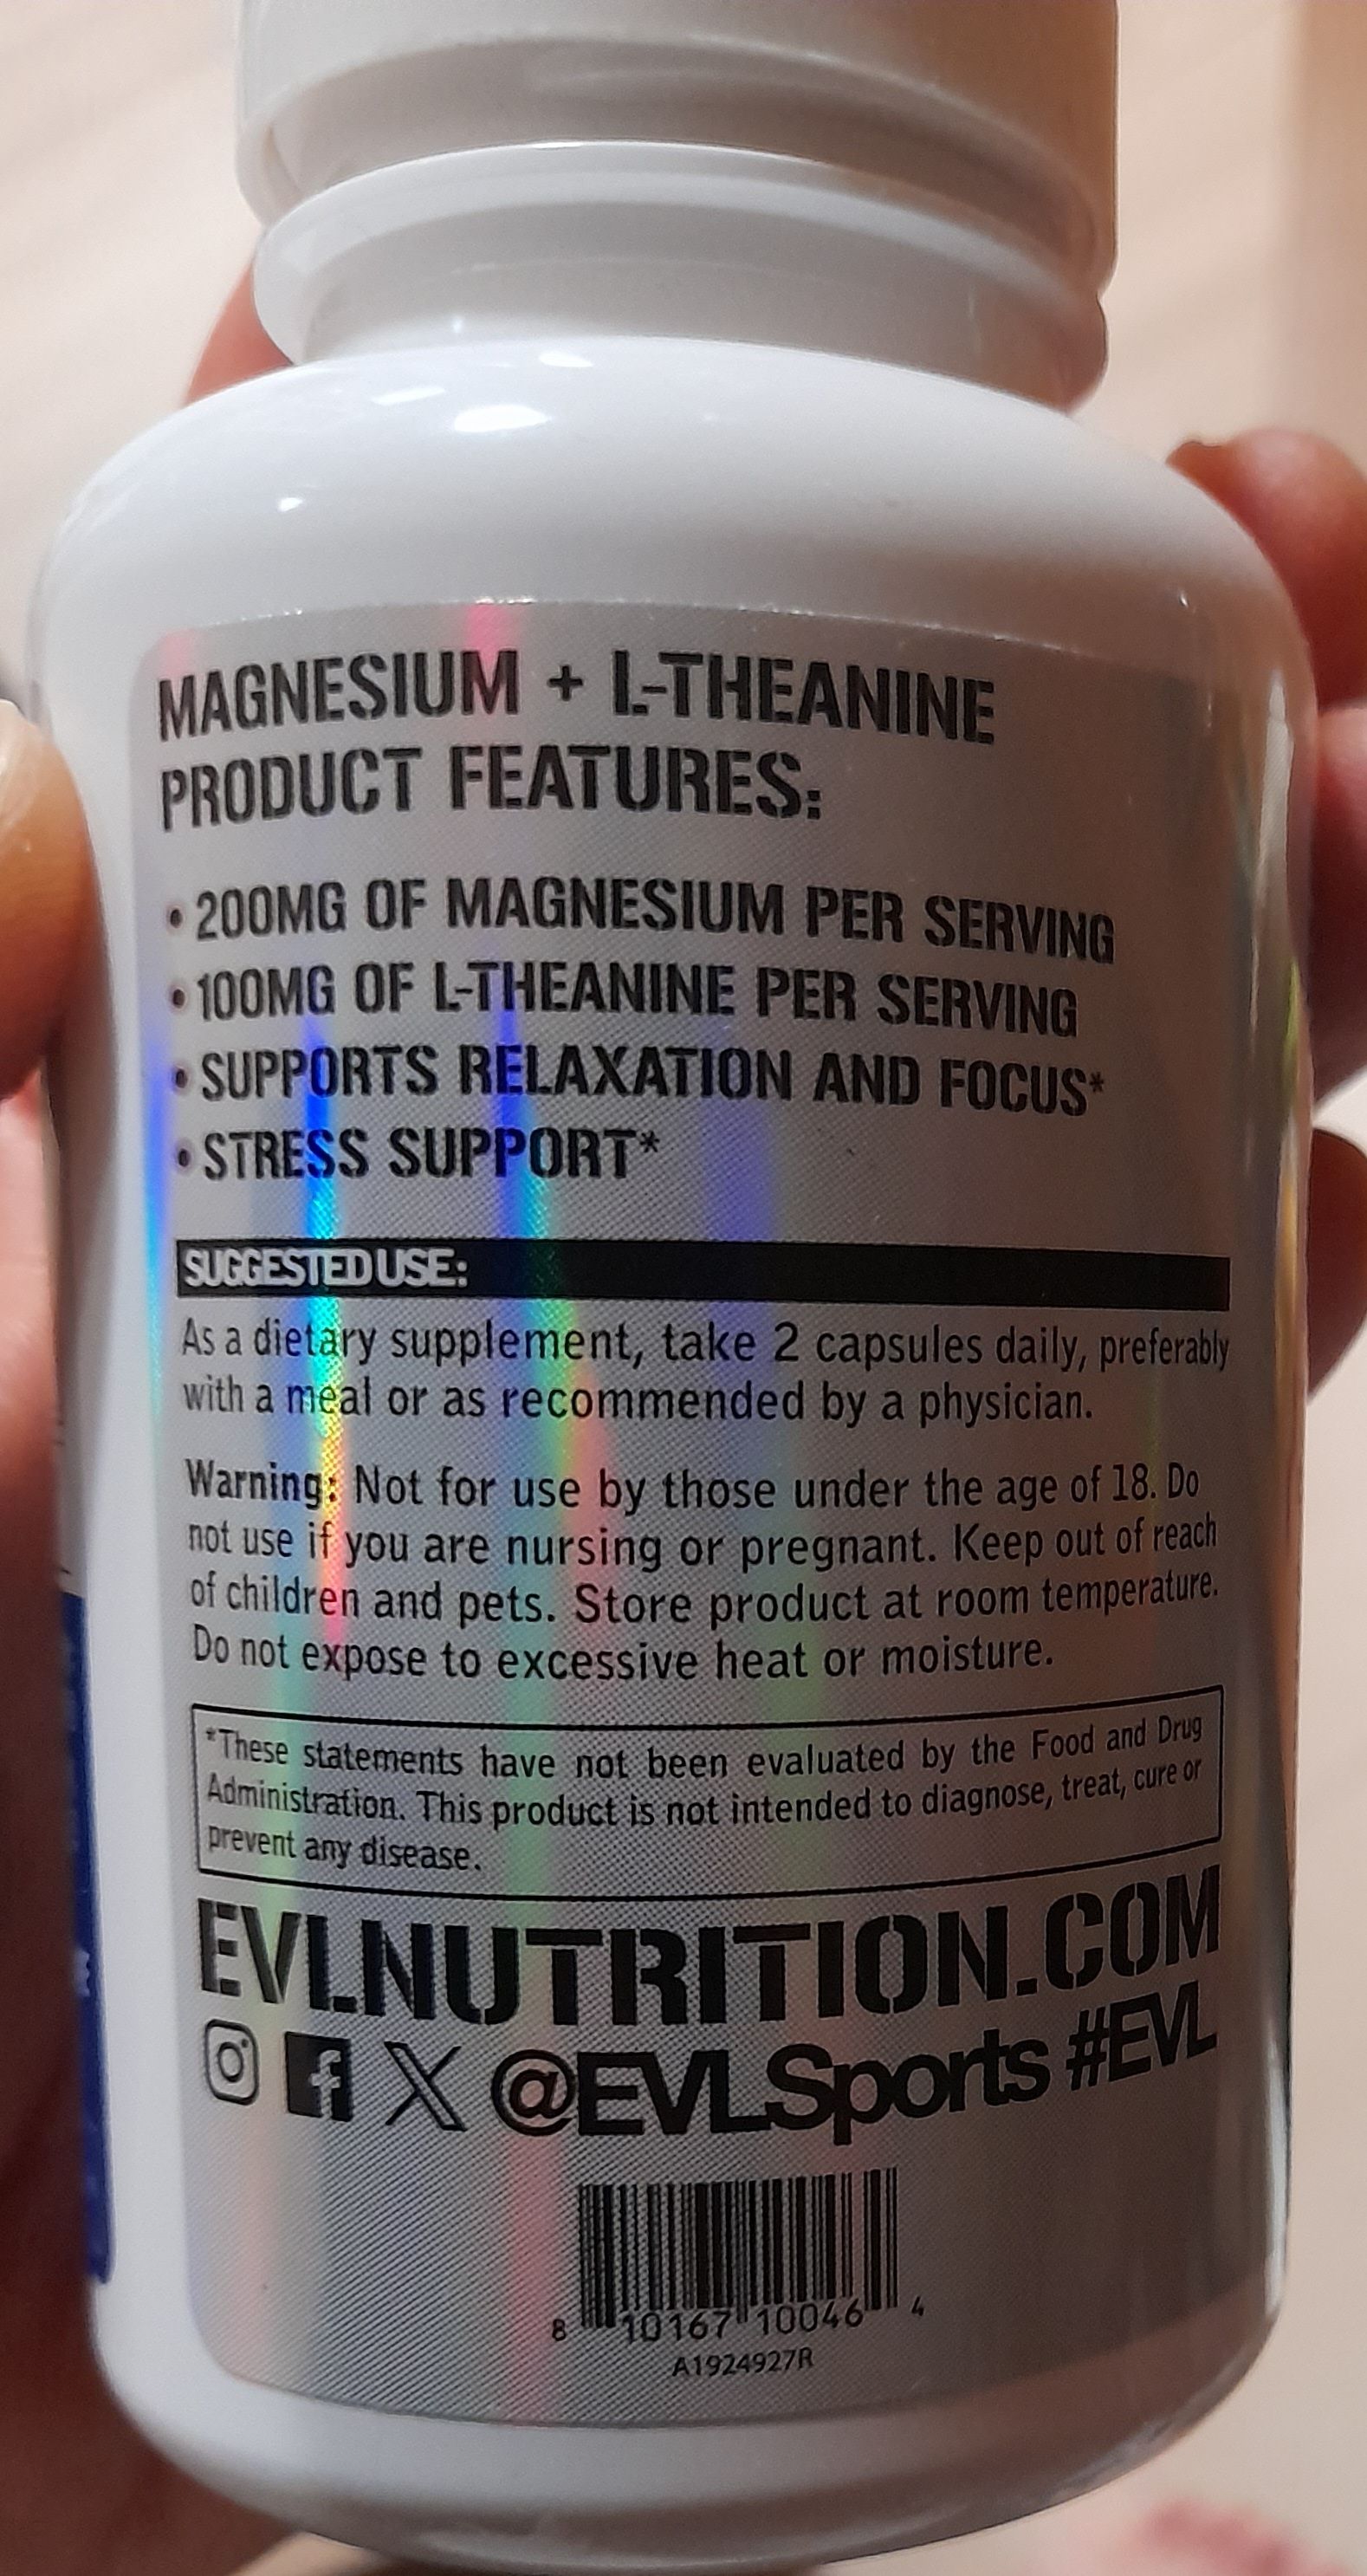 MAGNESIUM + L-THEANINE
PRODUCT FEATURES:
• 200MG OF MAGNESIUM PER SERVING
• 100MG OF L-THEANINE PER SERVING
• SUPPORTS RELAXATION AND FOCUS*
• STRESS SUPPORT*
SUGGESTED USE:
As a dietary supplement, take 2 capsules daily, preferably
with a meal or as recommended by a physician.
Warning: Not for use by those under the age of 18. Do
not use if you are nursing or pregnant. Keep out of reach
of children and pets. Store product at room temperature.
Do not expose to excessive heat or moisture.
*These statements have not been evaluated by the Food and Drug
Administration. This product is not intended to diagnose, treat, cure or
prevent any disease.
EVLNUTRITION.COM
@EVLSports #EVL
8 10167 10046 4
A1924927R